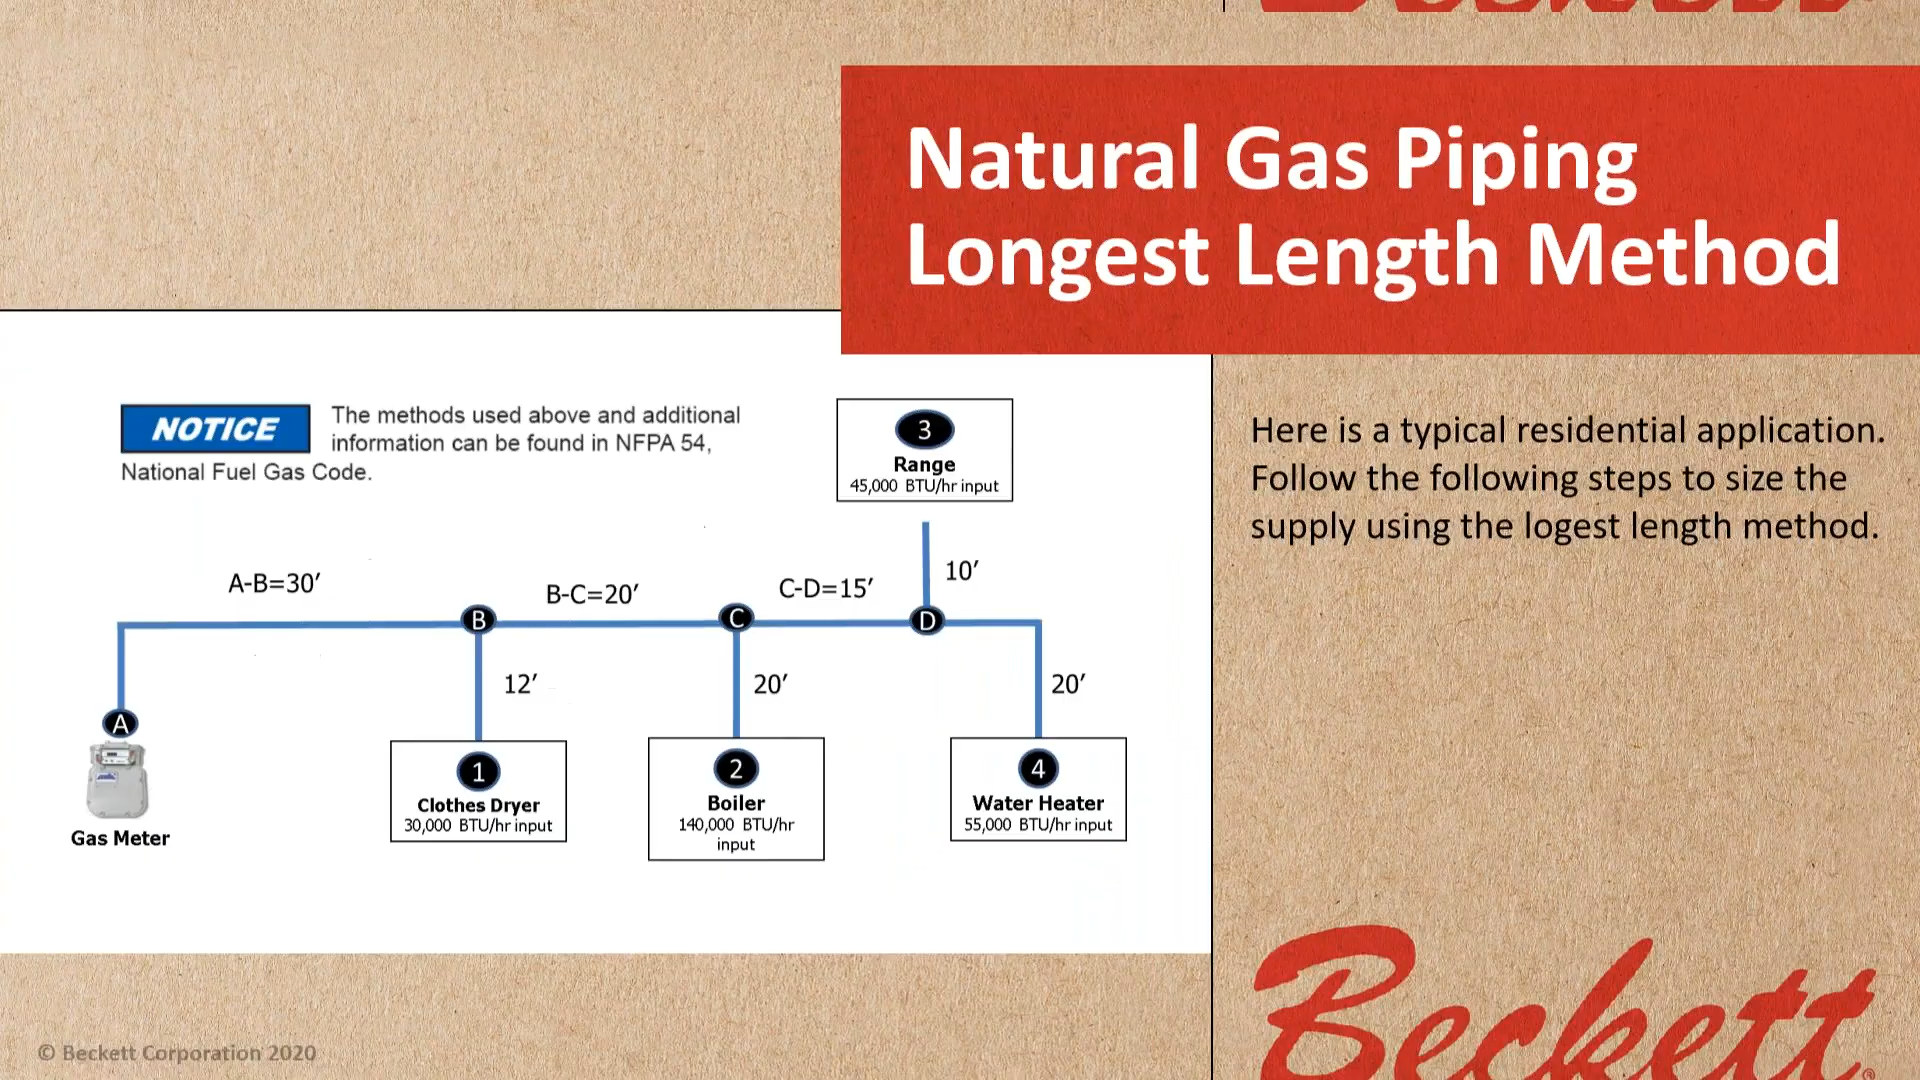 Beckett
Natural Gas Piping
Longest Length Method
NOTICE
The methods used above and additional
information can be found in NFPA 54,
National Fuel Gas Code.
Here is a typical residential application.
Follow the following steps to size the
supply using the logest length method.
3
Range
45,000 BTU/hr input
10′
A-B=30′
B-C=20′
C-D=15′
B
C
D
12′
20′
20′
A
Gas Meter
1
Clothes Dryer
30,000 BTU/hr input
2
Boiler
140,000 BTU/hr
input
4
Water Heater
55,000 BTU/hr input
Beckett®
© Beckett Corporation 2020